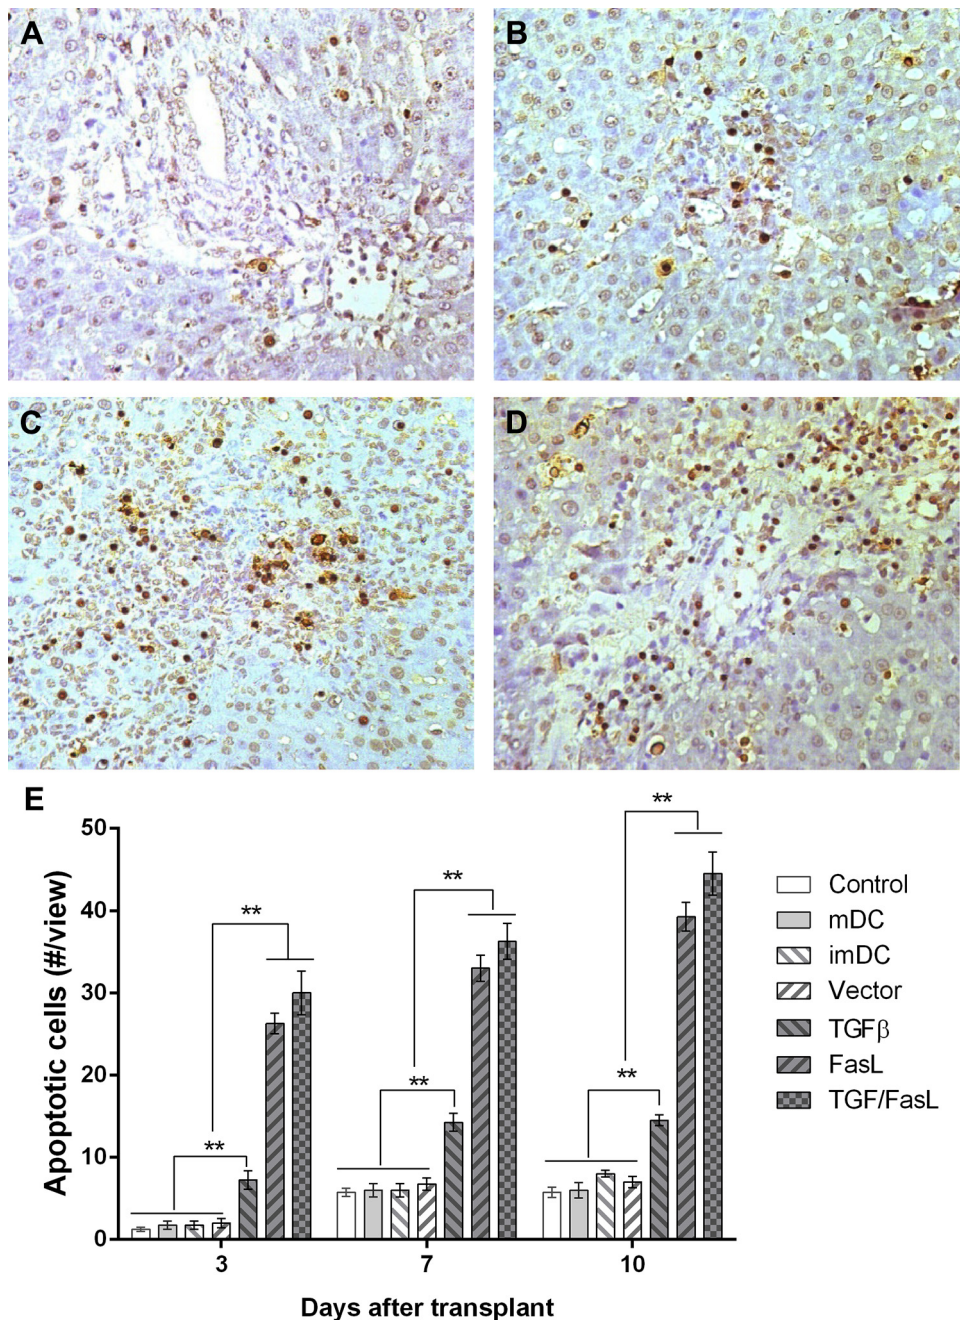 A
B
C
D
E
Apoptotic cells (#/view)
50
40
30
20
10
0
**
**
**
**
**
**
3
7
10
Days after transplant
Control
mDC
imDC
Vector
TGFβ
FasL
TGF/FasL